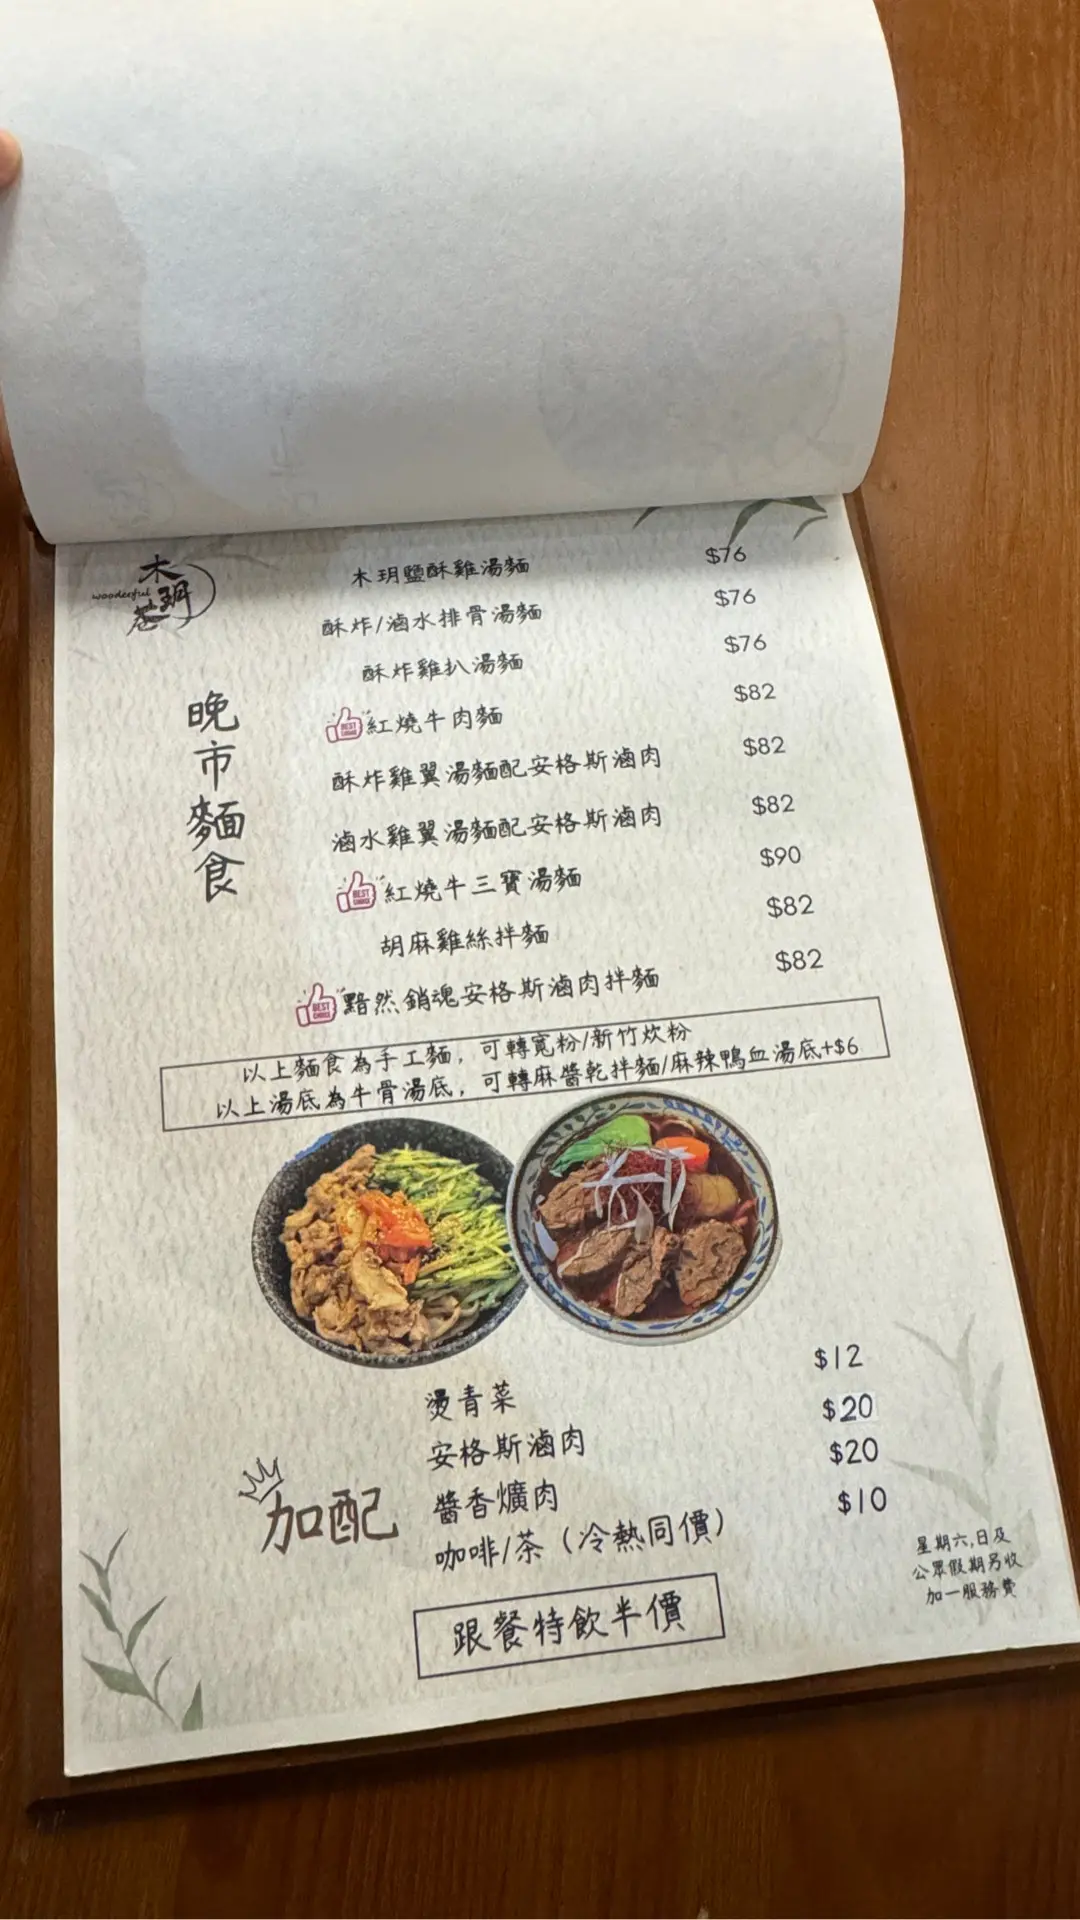 木玥
woodeeful
巷
晚市麵食
木玥鹽酥雞湯麵 $76
酥炸/滷水排骨湯麵 $76
酥炸雞扒湯麵 $76
BEST CHOICE 紅燒牛肉麵 $82
酥炸雞翼湯麵配安格斯滷肉 $82
滷水雞翼湯麵配安格斯滷肉 $82
BEST CHOICE 紅燒牛三寶湯麵 $90
胡麻雞絲拌麵 $82
BEST CHOICE 黯然銷魂安格斯滷肉拌麵 $82
以上麵食為手工麵，可轉寬粉/新竹炊粉
以上湯底為牛骨湯底，可轉麻醬乾拌麵/麻辣鴨血湯底+$6
加配
燙青菜 $12
安格斯滷肉 $20
醬香爌肉 $20
咖啡/茶（冷熱同價） $10
跟餐特飲半價
星期六,日及
公眾假期另收
加一服務費